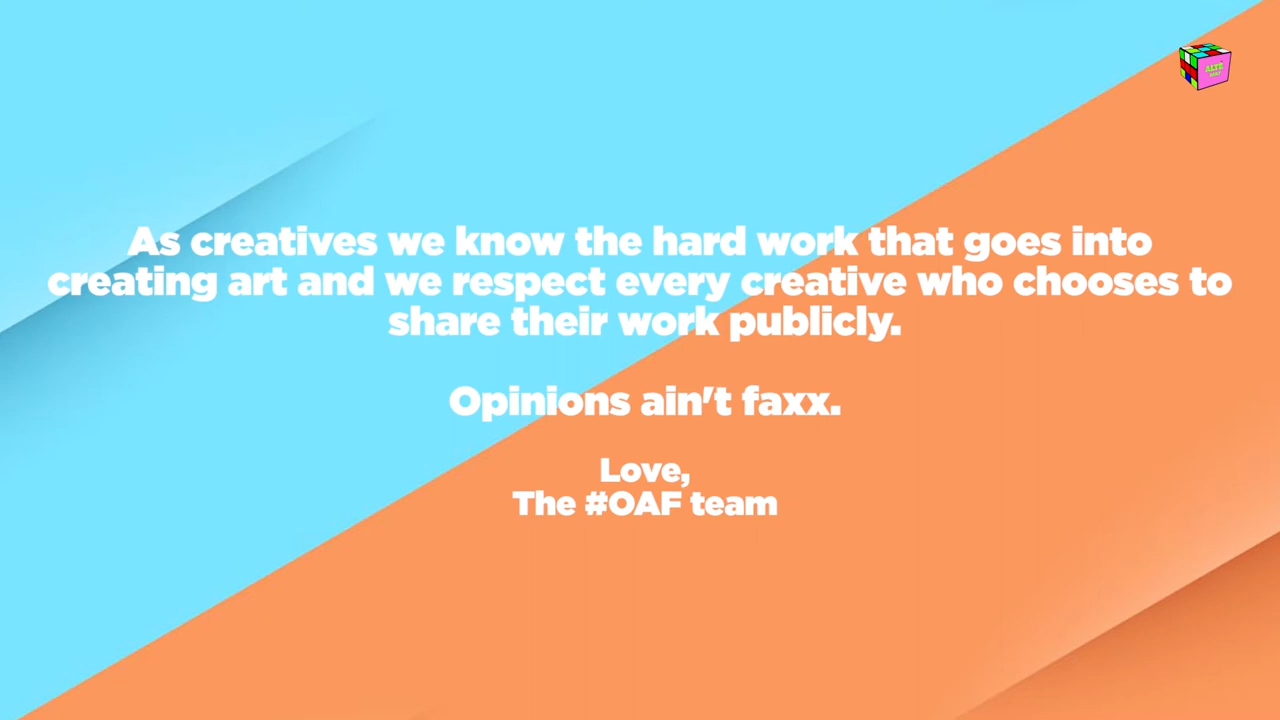 ALTÉ
As creatives we know the hard work that goes into
creating art and we respect every creative who chooses to
share their work publicly.
Opinions ain't faxx.
Love,
The #OAF team